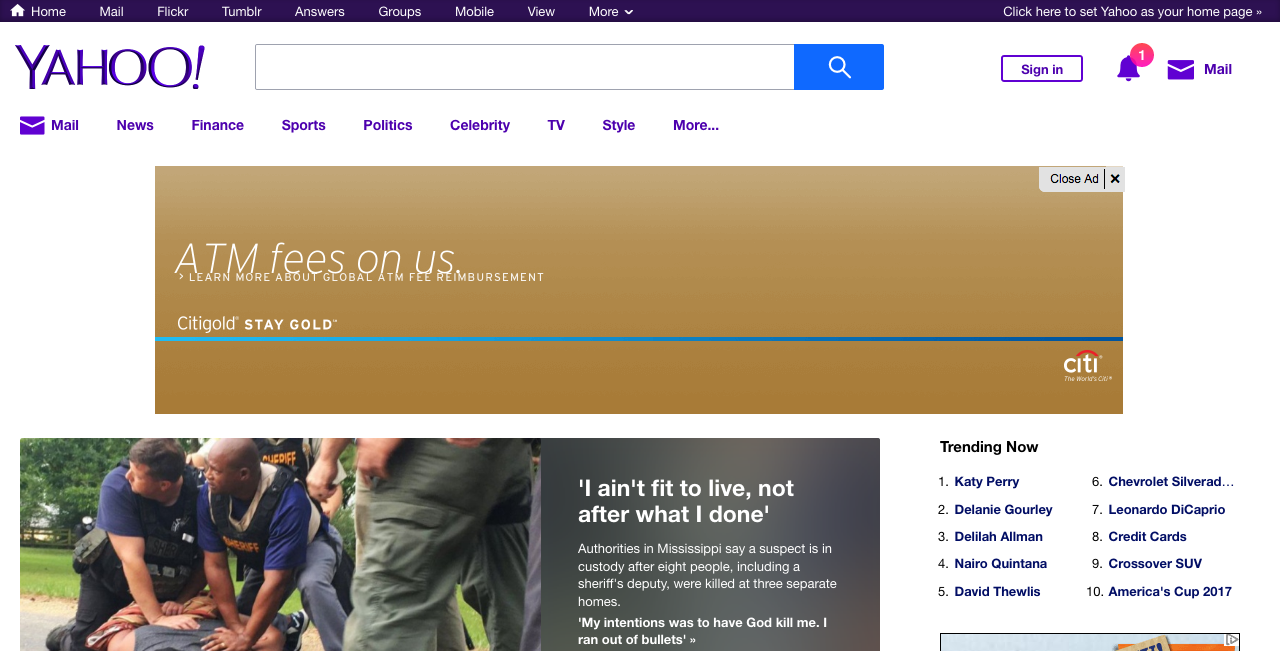 Home Mail Flickr Tumblr Answers Groups Mobile View More Click here to set Yahoo as your home page »
YAHOO!
Sign in 1 Mail
Mail News Finance Sports Politics Celebrity TV Style More...
Close Ad ×
ATM fees on us.
> LEARN MORE ABOUT GLOBAL ATM FEE REIMBURSEMENT
Citigold® STAY GOLD™
citi®
The World's Citi®
SHERIFF
'I ain't fit to live, not
after what I done'
Authorities in Mississippi say a suspect is in
custody after eight people, including a
sheriff's deputy, were killed at three separate
homes.
'My intentions was to have God kill me. I
ran out of bullets' »
Trending Now
1. Katy Perry
2. Delanie Gourley
3. Delilah Allman
4. Nairo Quintana
5. David Thewlis
6. Chevrolet Silverad...
7. Leonardo DiCaprio
8. Credit Cards
9. Crossover SUV
10. America's Cup 2017